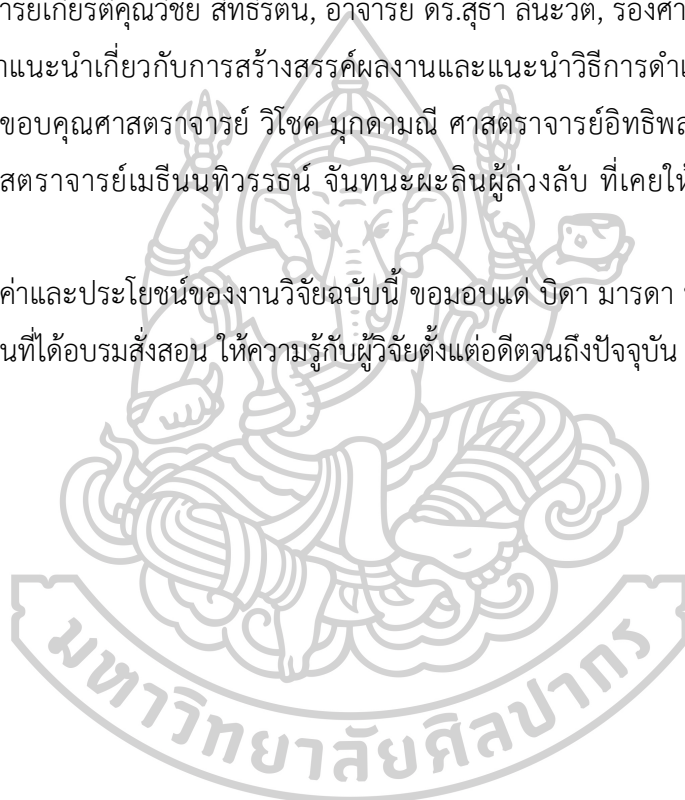 ารย์เกียรติคุณวิชัย สิทธิรัตน์, อาจารย์ ดร.สุธา ลีนะวัต, รองศา
าแนะนำเกี่ยวกับการสร้างสรรค์ผลงานและแนะนำวิธีการดำเ
ขอบคุณศาสตราจารย์ วิโชค มุกดามณี ศาสตราจารย์อิทธิพล
สตราจารย์เมธีนนทิวรรธน์ จันทนะผะลินผู้ล่วงลับ ที่เคยให้
ค่าและประโยชน์ของงานวิจัยฉบับนี้ ขอมอบแด่ บิดา มารดา
นที่ได้อบรมสั่งสอน ให้ความรู้กับผู้วิจัยตั้งแต่อดีตจนถึงปัจจุบัน
มหาวิทยาลัยศิลปากร